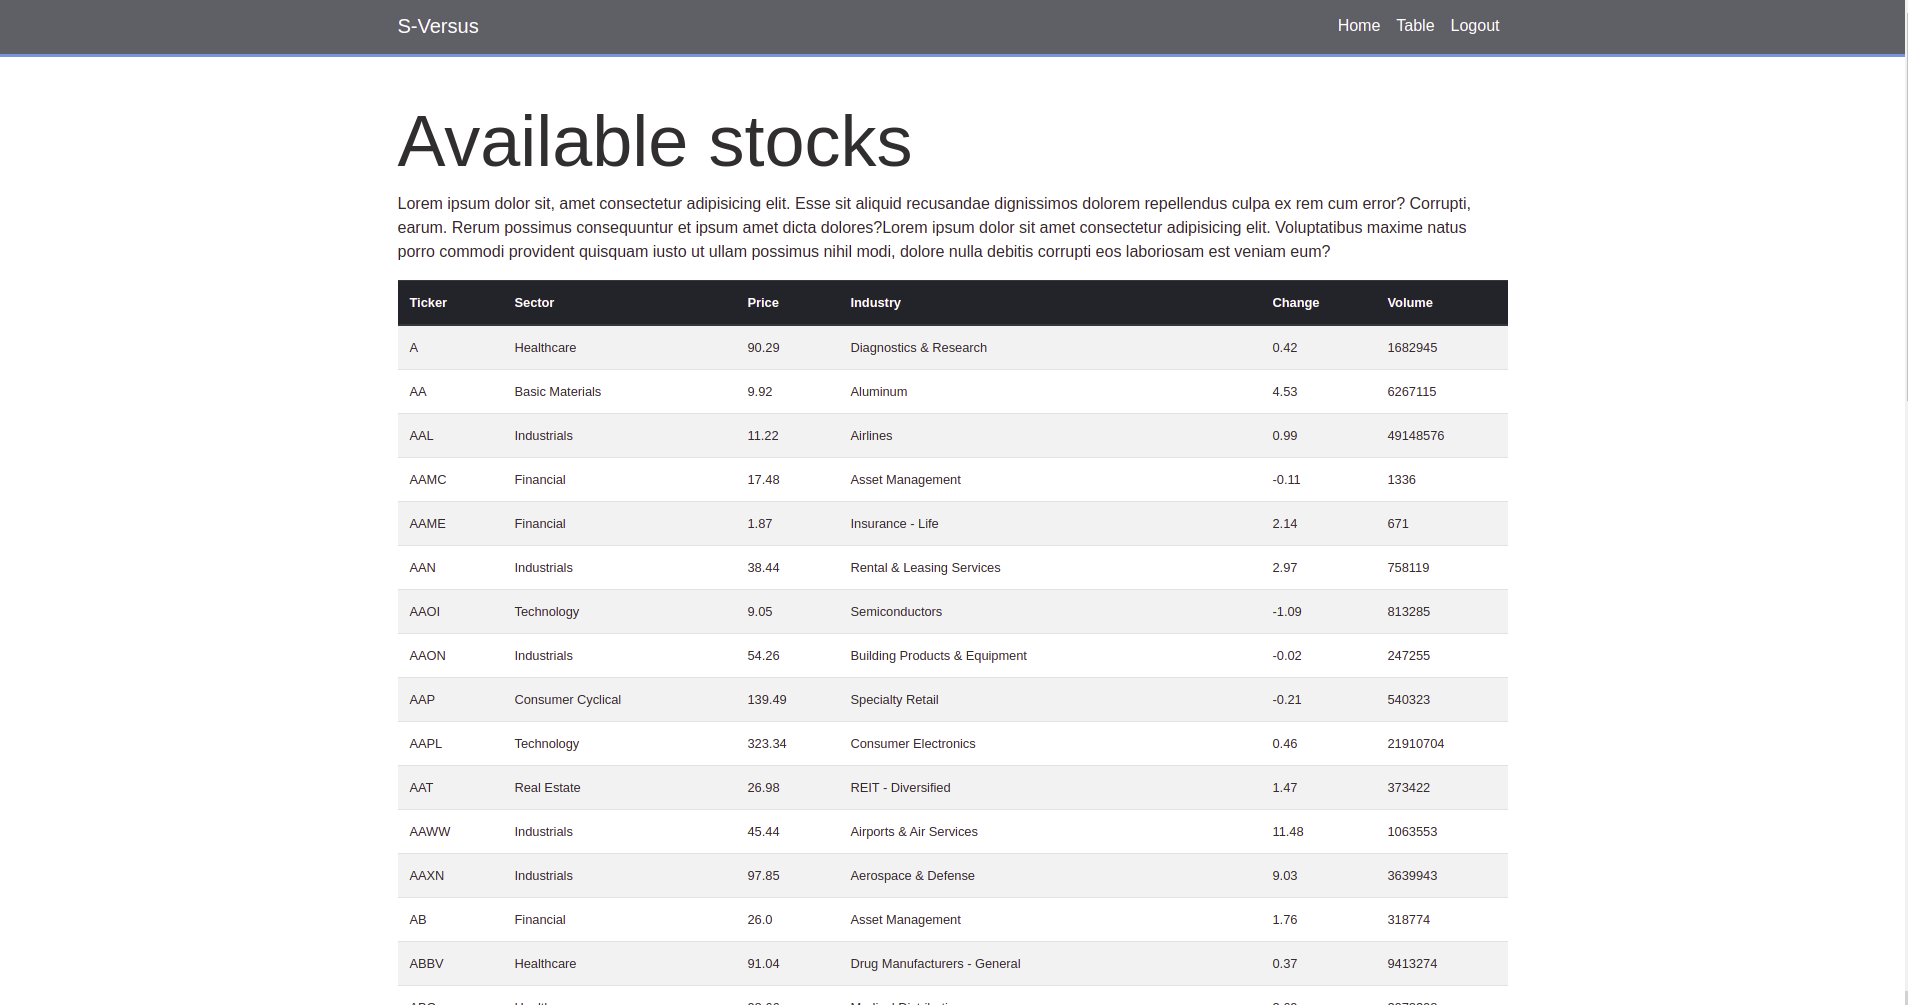 S-Versus Home Table Logout
Available stocks
Lorem ipsum dolor sit, amet consectetur adipisicing elit. Esse sit aliquid recusandae dignissimos dolorem repellendus culpa ex rem cum error? Corrupti,
earum. Rerum possimus consequuntur et ipsum amet dicta dolores?Lorem ipsum dolor sit amet consectetur adipisicing elit. Voluptatibus maxime natus
porro commodi provident quisquam iusto ut ullam possimus nihil modi, dolore nulla debitis corrupti eos laboriosam est veniam eum?
Ticker Sector Price Industry Change Volume
A Healthcare 90.29 Diagnostics & Research 0.42 1682945
AA Basic Materials 9.92 Aluminum 4.53 6267115
AAL Industrials 11.22 Airlines 0.99 49148576
AAMC Financial 17.48 Asset Management -0.11 1336
AAME Financial 1.87 Insurance - Life 2.14 671
AAN Industrials 38.44 Rental & Leasing Services 2.97 758119
AAOI Technology 9.05 Semiconductors -1.09 813285
AAON Industrials 54.26 Building Products & Equipment -0.02 247255
AAP Consumer Cyclical 139.49 Specialty Retail -0.21 540323
AAPL Technology 323.34 Consumer Electronics 0.46 21910704
AAT Real Estate 26.98 REIT - Diversified 1.47 373422
AAWW Industrials 45.44 Airports & Air Services 11.48 1063553
AAXN Industrials 97.85 Aerospace & Defense 9.03 3639943
AB Financial 26.0 Asset Management 1.76 318774
ABBV Healthcare 91.04 Drug Manufacturers - General 0.37 9413274